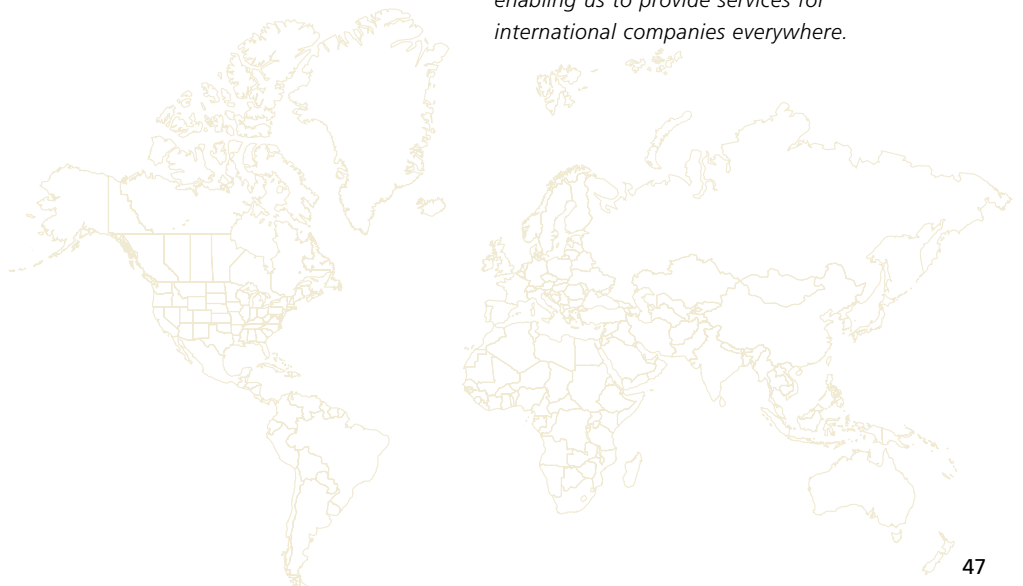 enabling us to provide services for
international companies everywhere.
47